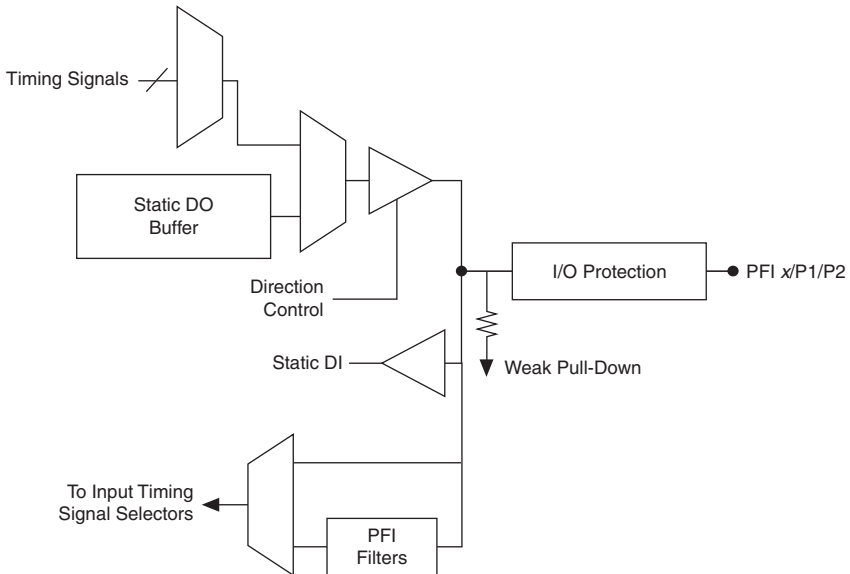 Timing Signals
Static DO
Buffer
I/O Protection
PFI x/P1/P2
Direction
Control
Static DI
Weak Pull-Down
To Input Timing
Signal Selectors
PFI
Filters